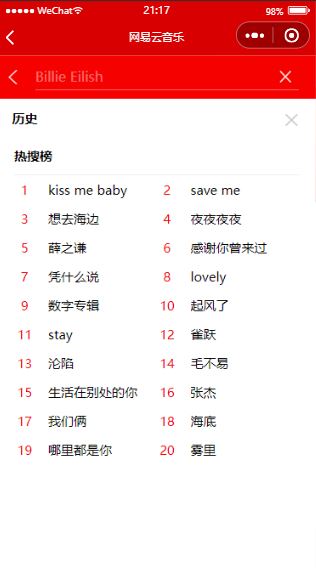 WeChat 21:17 98%
网易云音乐
Billie Eilish
历史
热搜榜
1 kiss me baby 2 save me
3 想去海边 4 夜夜夜夜
5 薛之谦 6 感谢你曾来过
7 凭什么说 8 lovely
9 数字专辑 10 起风了
11 stay 12 雀跃
13 沦陷 14 毛不易
15 生活在别处的你 16 张杰
17 我们俩 18 海底
19 哪里都是你 20 雾里